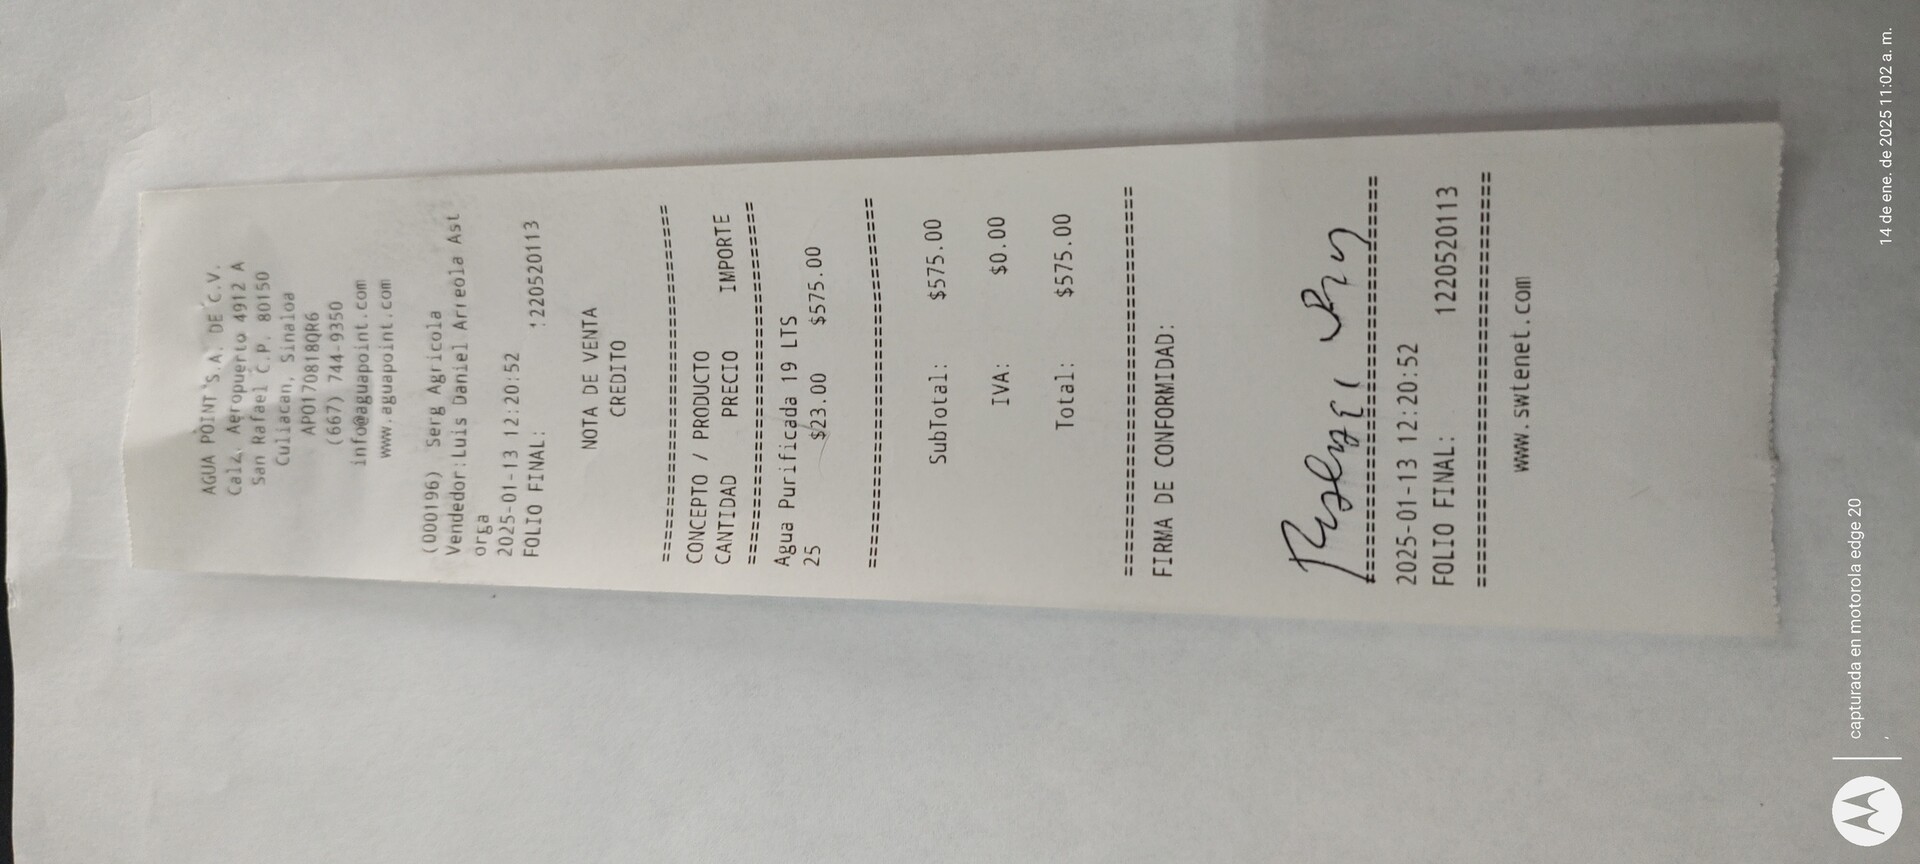 AGUA POINT S.A. DE C.V.
Calz. Aeropuerto 4912 A
San Rafael C.P. 80150
Culiacan, Sinaloa
APO170818QR6
(667) 744-9350
info@aguapoint.com
www.aguapoint.com
(000196) Serg Agricola
Vendedor:Luis Daniel Arreola Ast
orga
2025-01-13 12:20:52
FOLIO FINAL: 1220520113
NOTA DE VENTA
CREDITO
================================
CONCEPTO / PRODUCTO
CANTIDAD PRECIO IMPORTE
================================
Agua Purificada 19 LTS
25 $23.00 $575.00
================================
SubTotal: $575.00
IVA: $0.00
Total: $575.00
================================
FIRMA DE CONFORMIDAD:
================================
2025-01-13 12:20:52
FOLIO FINAL: 1220520113
================================
www.swtenet.com
capturada en motorola edge 20
14 de ene. de 2025 11:02 a. m.